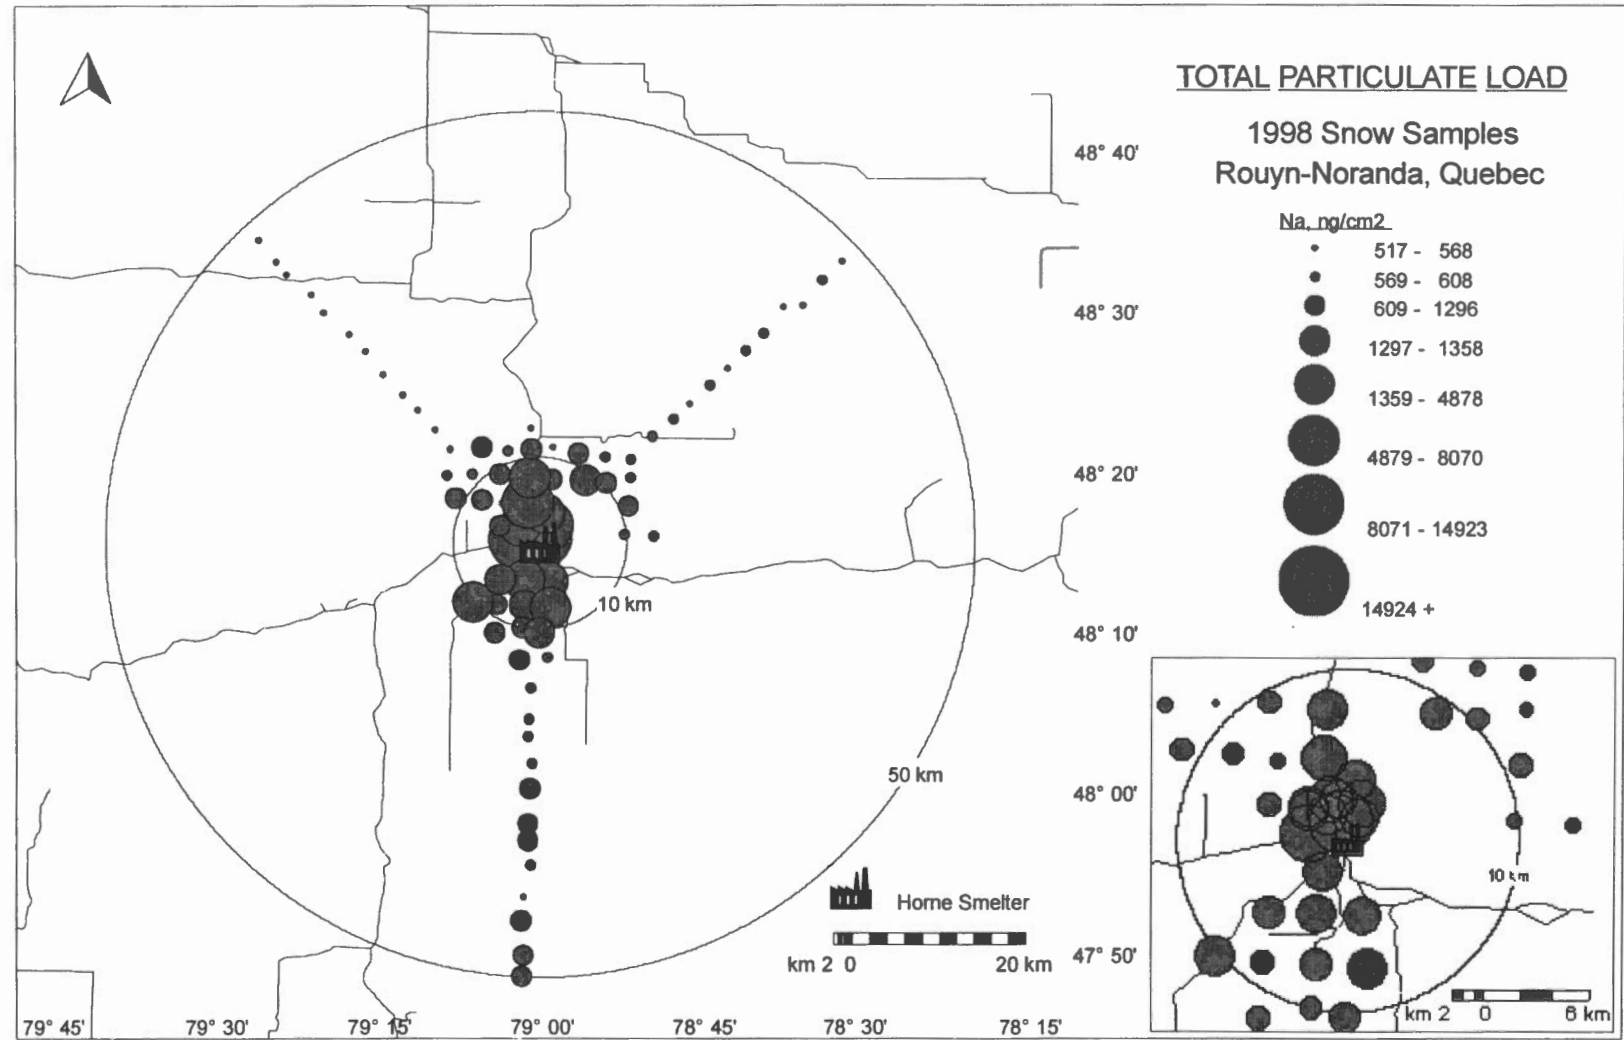 TOTAL PARTICULATE LOAD
1998 Snow Samples
Rouyn-Noranda, Quebec
Na, ng/cm2
517 - 568
569 - 608
609 - 1296
1297 - 1358
1359 - 4878
4879 - 8070
8071 - 14923
14924 +
48° 40'
48° 30'
48° 20'
48° 10'
48° 00'
47° 50'
10 km
50 km
Horne Smelter
km 2 0 20 km
79° 45'
79° 30'
79° 15'
79° 00'
78° 45'
78° 30'
78° 15'
10 km
km 2 0 6 km